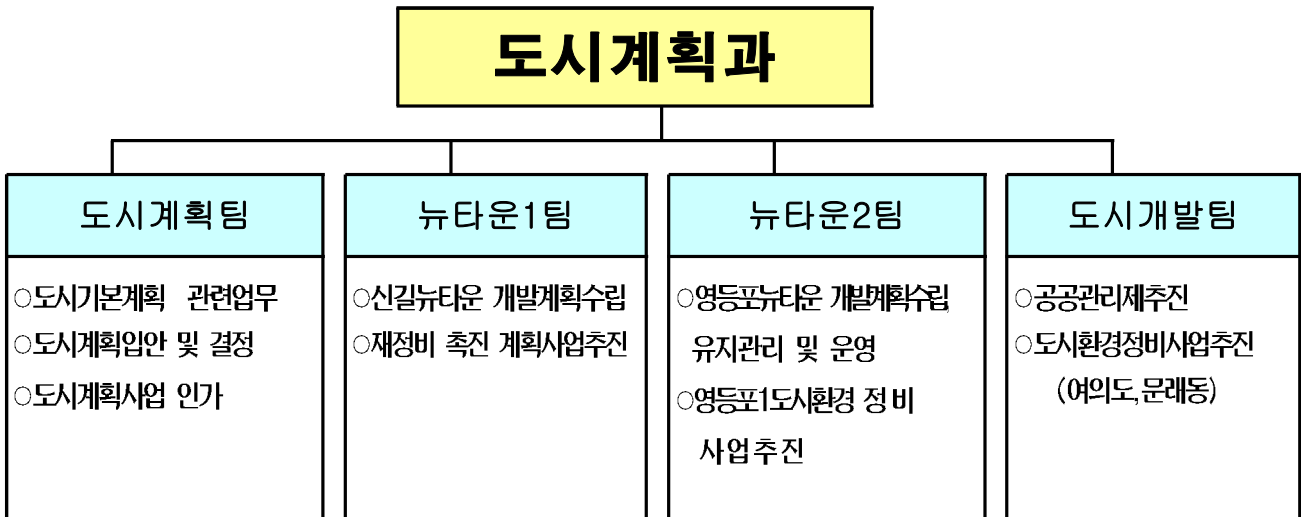 도시계획과
도시계획팀
○도시기본계획 관련업무
○도시계획입안 및 결정
○도시계획사업 인가
뉴타운1팀
○신길뉴타운 개발계획수립
○재정비 촉진 계획사업추진
뉴타운2팀
○영등포뉴타운 개발계획수립,
유지관리 및 운영
○영등포1도시환경 정비
사업추진
도시개발팀
○공공관리제추진
○도시환경정비사업추진
(여의도,문래동)